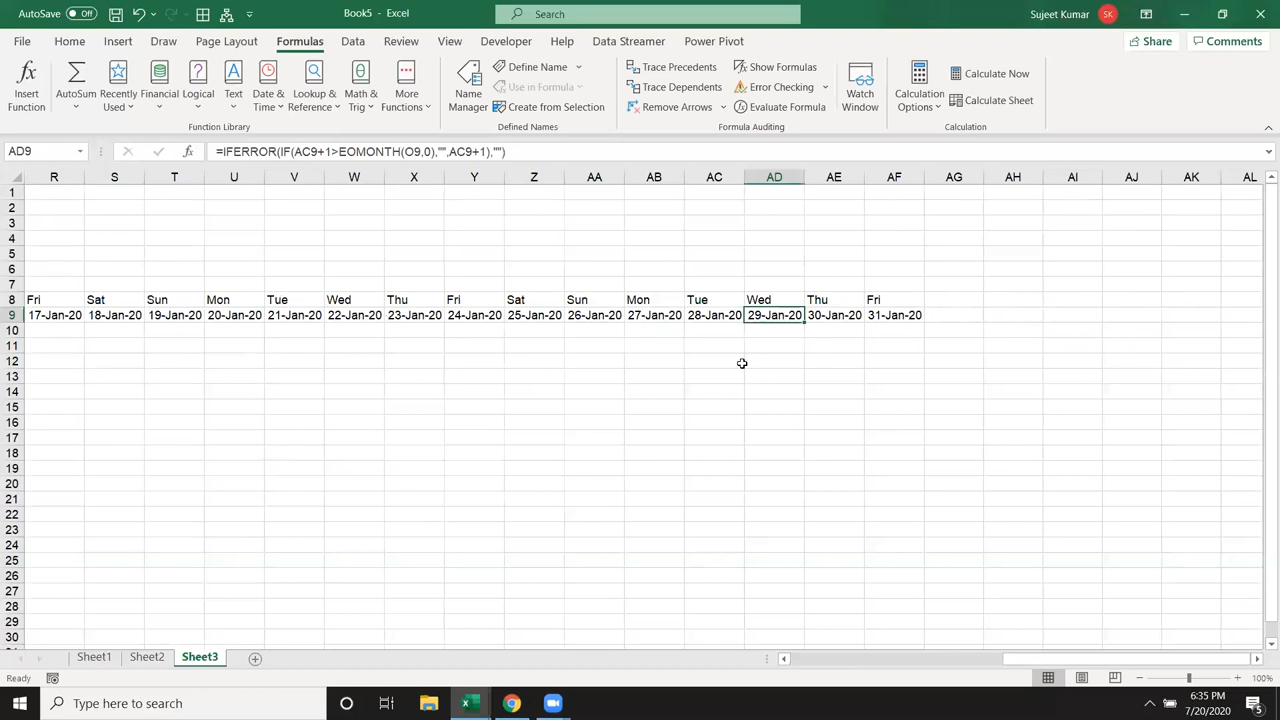 AutoSave Off Book5 - Excel Search Sujeet Kumar SK
File Home Insert Draw Page Layout Formulas Data Review View Developer Help Data Streamer Power Pivot Share Comments
Insert Function
AutoSum
Recently Used
Financial
Logical
Text
Date & Time
Lookup & Reference
Math & Trig
More Functions
Function Library
Name Manager
Define Name
Use in Formula
Create from Selection
Defined Names
Trace Precedents
Trace Dependents
Remove Arrows
Show Formulas
Error Checking
Evaluate Formula
Formula Auditing
Watch Window
Calculation Options
Calculate Now
Calculate Sheet
Calculation
AD9 fx =IFERROR(IF(AC9+1>EOMONTH(O9,0),"",AC9+1),"")
R S T U V W X Y Z AA AB AC AD AE AF AG AH AI AJ AK AL
1
2
3
4
5
6
7
8 Fri Sat Sun Mon Tue Wed Thu Fri Sat Sun Mon Tue Wed Thu Fri
9 17-Jan-20 18-Jan-20 19-Jan-20 20-Jan-20 21-Jan-20 22-Jan-20 23-Jan-20 24-Jan-20 25-Jan-20 26-Jan-20 27-Jan-20 28-Jan-20 29-Jan-20 30-Jan-20 31-Jan-20
10
11
12
13
14
15
16
17
18
19
20
21
22
23
24
25
26
27
28
29
30
Sheet1 Sheet2 Sheet3
Ready 100%
Type here to search
6:35 PM
7/20/2020